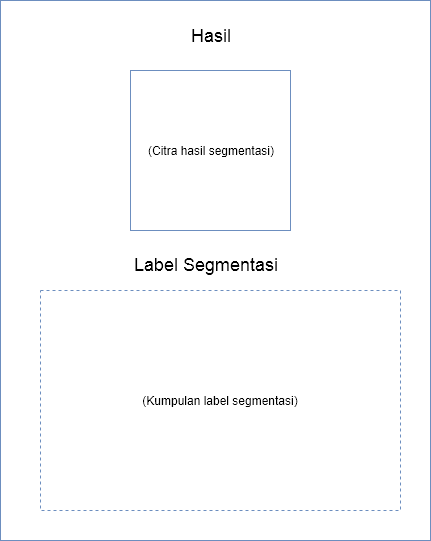 Hasil
(Citra hasil segmentasi)
Label Segmentasi
(Kumpulan label segmentasi)